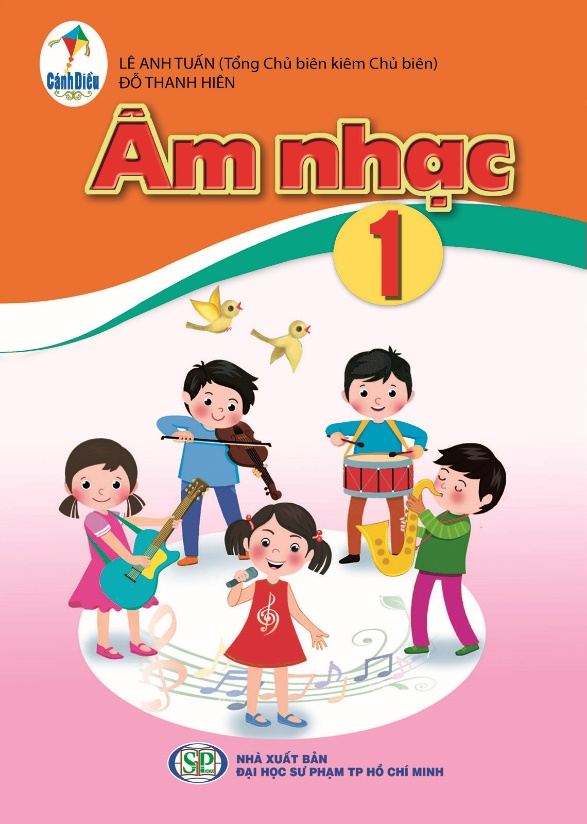 LÊ ANH TUẤN (Tổng Chủ biên kiêm Chủ biên)
ĐỖ THANH HIÊN
Cánh Diều
Âm nhạc
1
SP
NHÀ XUẤT BẢN
ĐẠI HỌC SƯ PHẠM TP HỒ CHÍ MINH